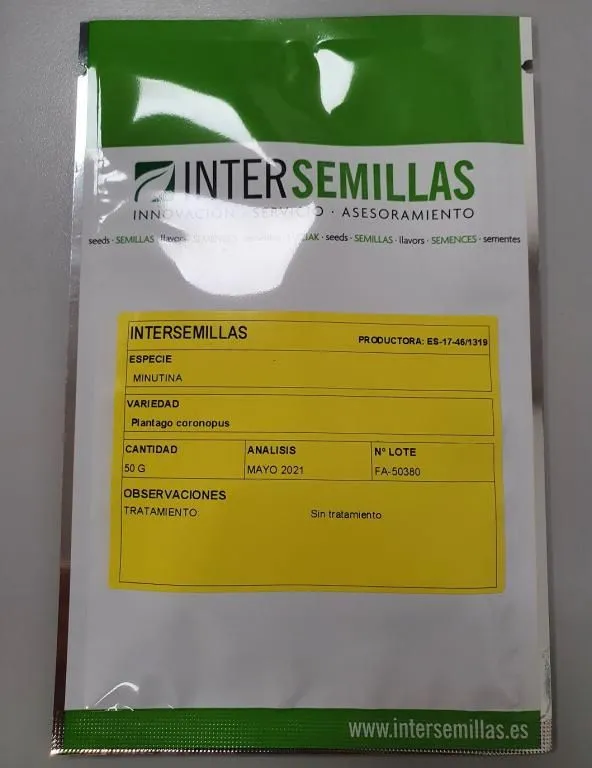 INTERSEMILLAS
INNOVACIÓN · SERVICIO · ASESORAMIENTO
seeds · SEMILLAS · llavors · SEMENCES · seeds · SEMILLAS · llavors · SEMENCES · sementes
INTERSEMILLAS PRODUCTORA: ES-17-46/1319
ESPECIE
MINUTINA
VARIEDAD
Plantago coronopus
CANTIDAD ANALISIS Nº LOTE
50 G MAYO 2021 FA-50380
OBSERVACIONES
TRATAMIENTO: Sin tratamiento
www.intersemillas.es